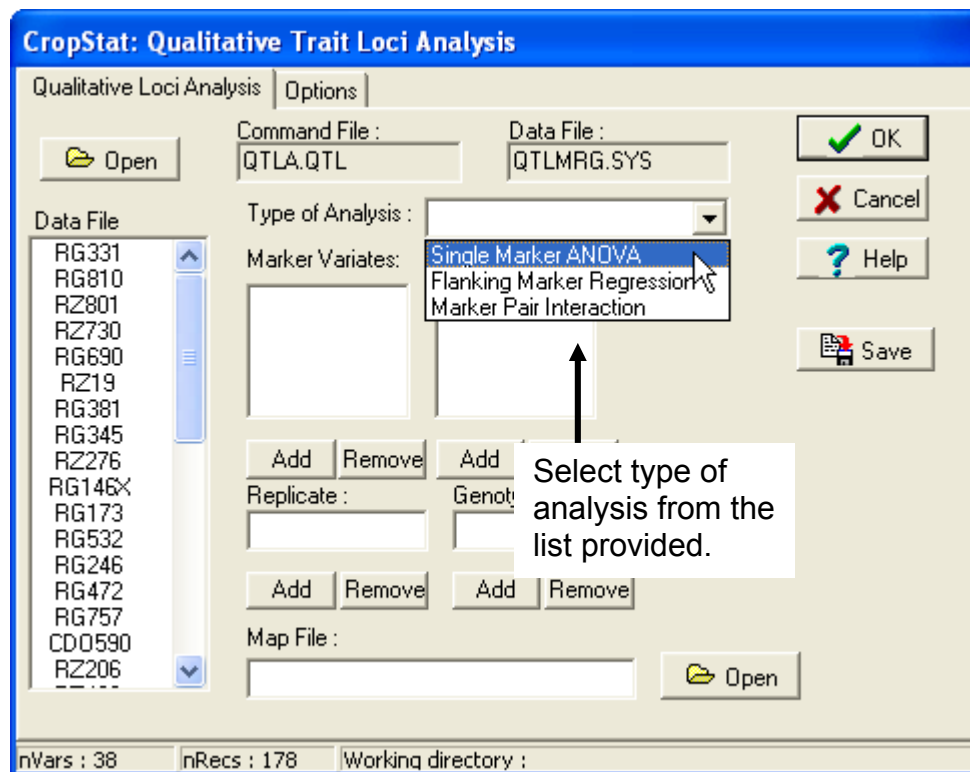 CropStat: Qualitative Trait Loci Analysis
Qualitative Loci Analysis Options
Open
Command File :
QTLA.QTL
Data File :
QTLMRG.SYS
OK
Cancel
Help
Save
Data File
RG331
RG810
RZ801
RZ730
RG690
RZ19
RG381
RG345
RZ276
RG146X
RG173
RG532
RG246
RG472
RG757
CDO590
RZ206
Type of Analysis :
Single Marker ANOVA
Flanking Marker Regression
Marker Pair Interaction
Marker Variates:
Add Remove Add
Select type of
analysis from the
list provided.
Replicate :
Add Remove Add Remove
Map File :
Open
nVars : 38 nRecs : 178 Working directory :